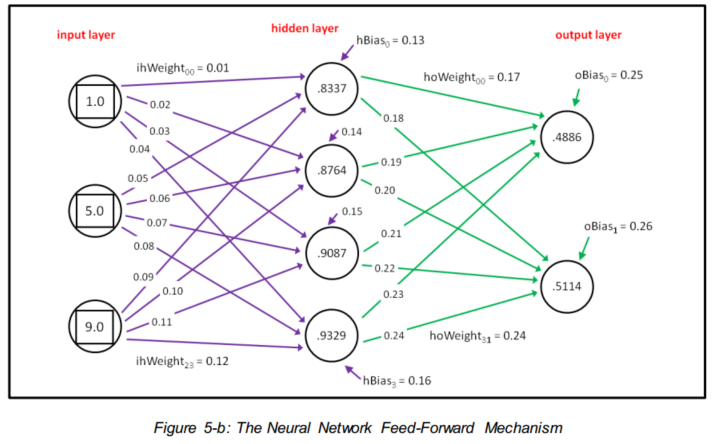 input layer
hidden layer
output layer
hBias0 = 0.13
ihWeight00 = 0.01
hoWeight00 = 0.17
oBias0 = 0.25
1.0
.8337
0.02
0.18
0.03
0.14
.4886
0.04
0.19
.8764
0.05
0.20
0.06
0.15
5.0
0.07
0.21
oBias1 = 0.26
0.08
.9087
0.22
0.09
.5114
0.10
0.23
9.0
0.11
.9329
0.24
hoWeight31 = 0.24
ihWeight23 = 0.12
hBias3 = 0.16
Figure 5-b: The Neural Network Feed-Forward Mechanism